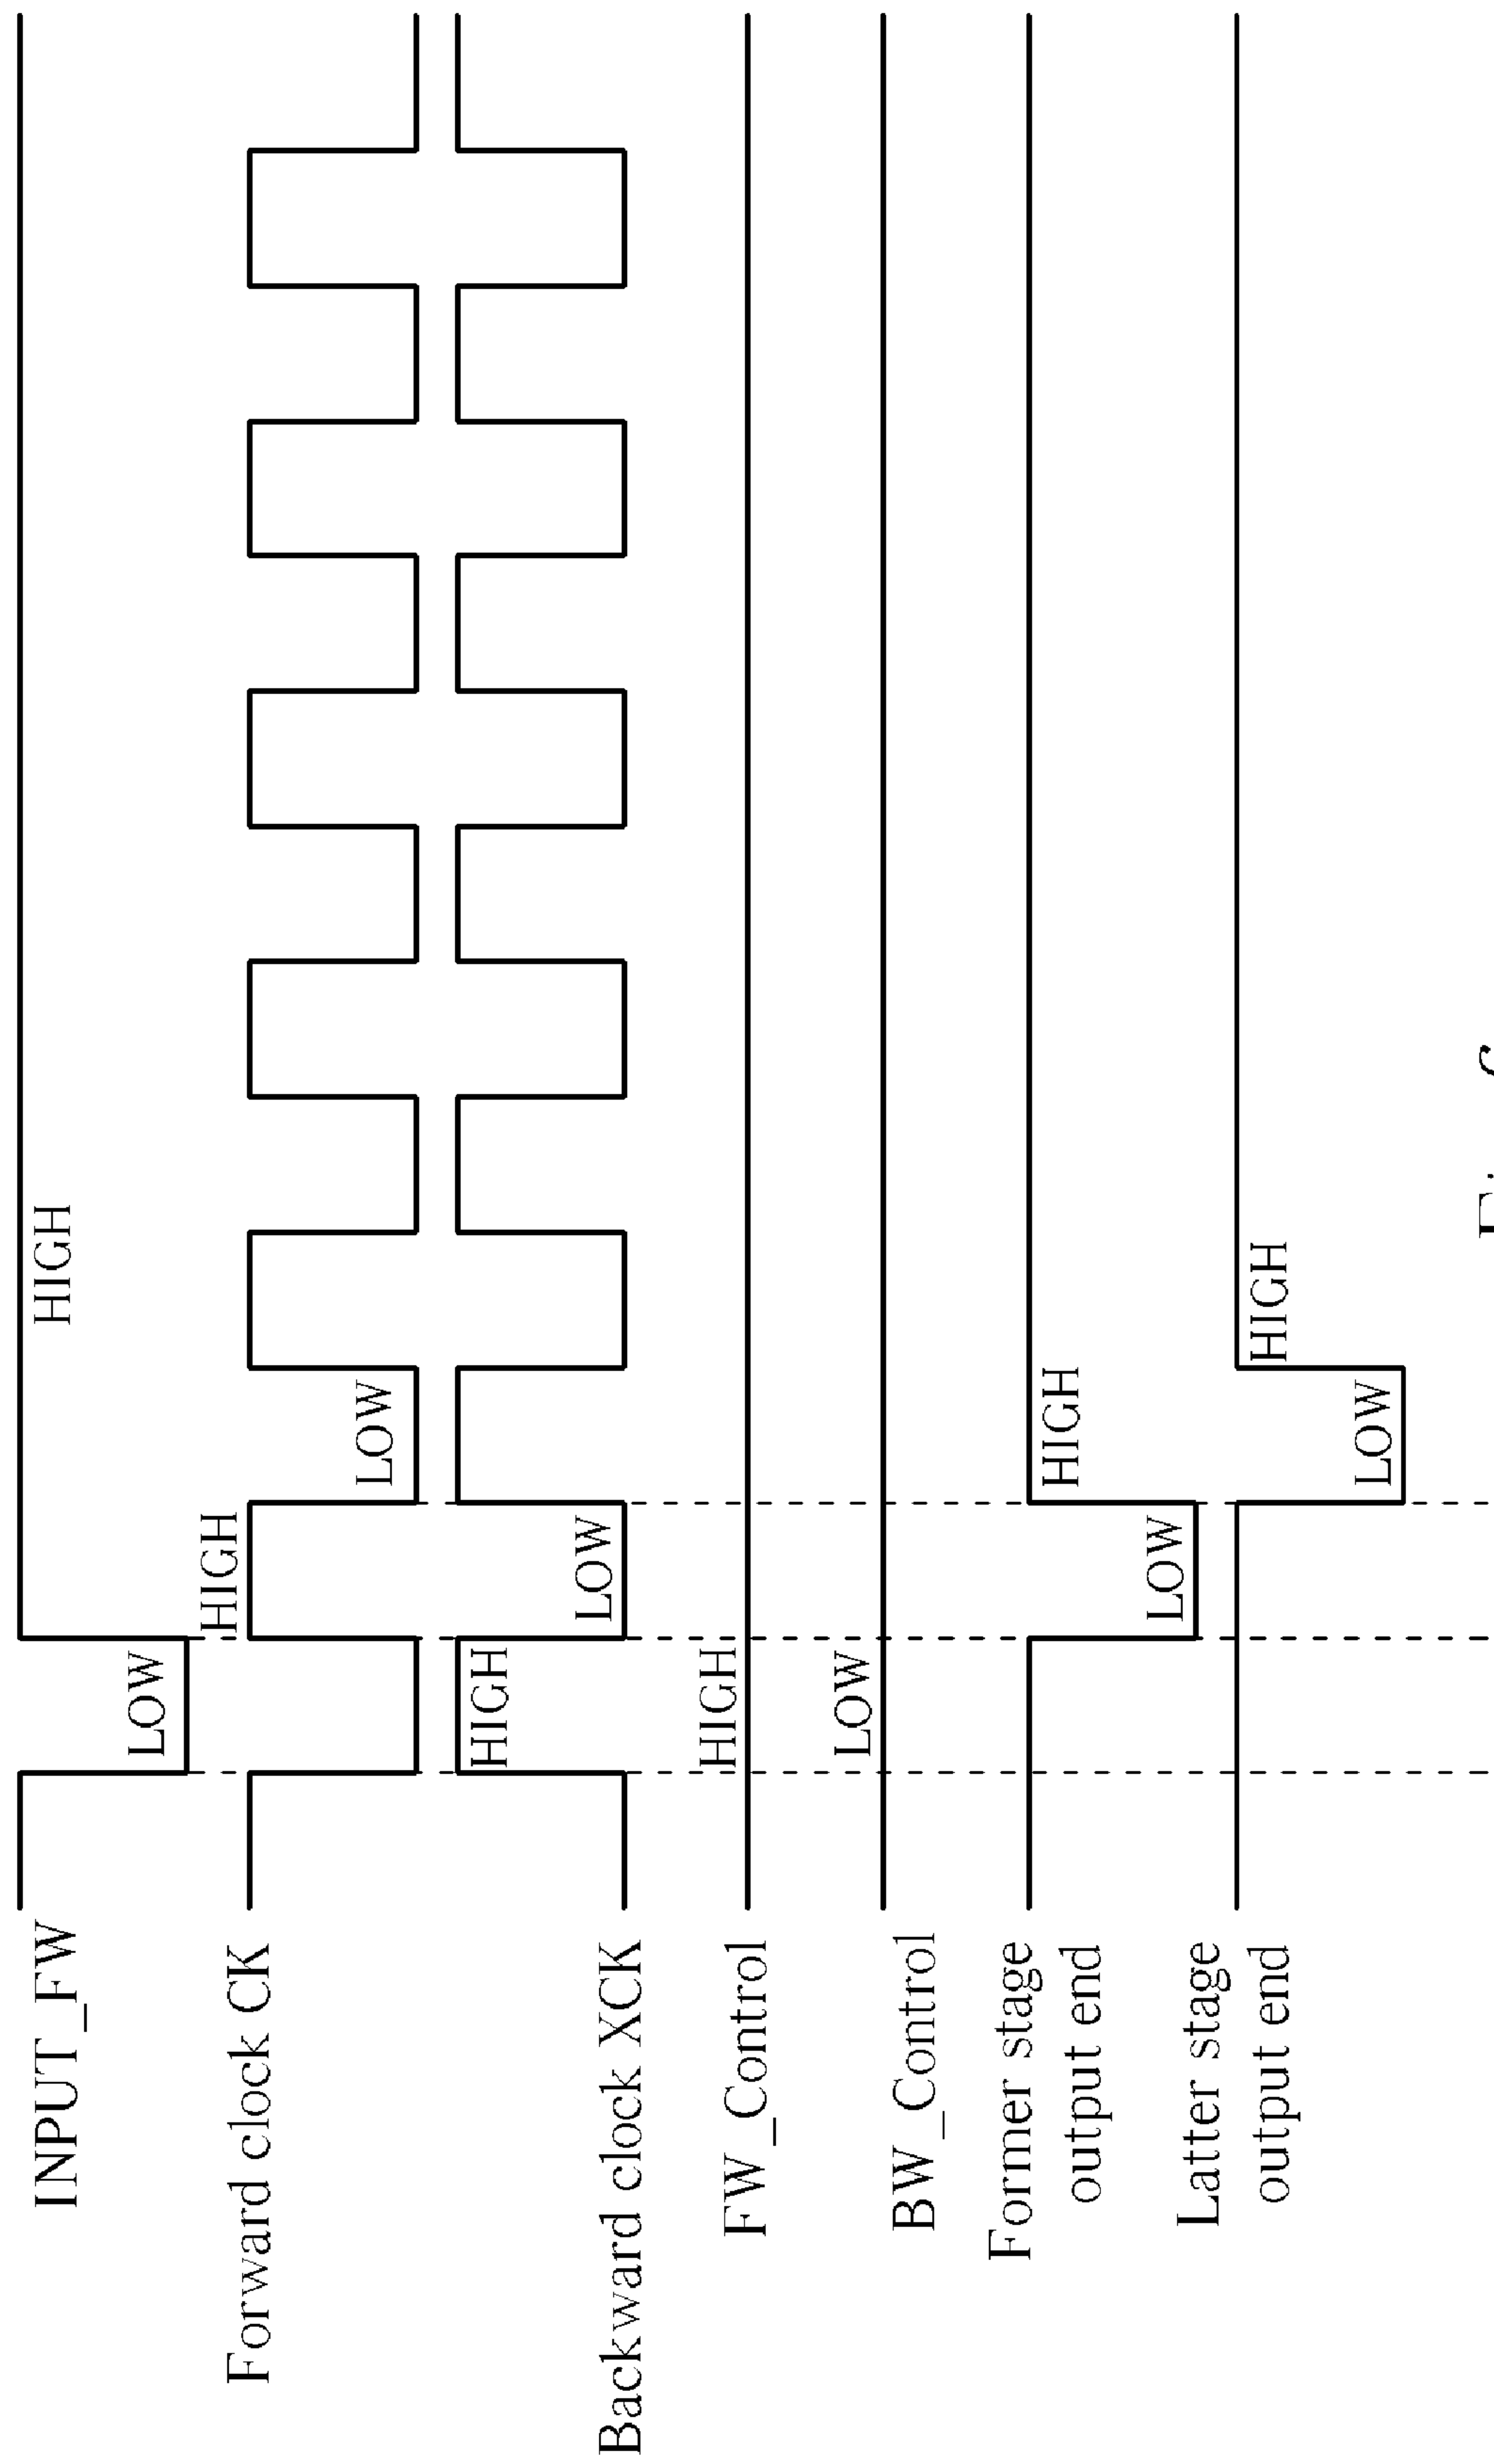 INPUT_FW
LOW
HIGH
Forward clock CK
HIGH
LOW
Backward clock XCK
HIGH
LOW
FW_Control
HIGH
BW_Control
LOW
Former stage
output end
LOW
HIGH
Latter stage
output end
LOW
HIGH